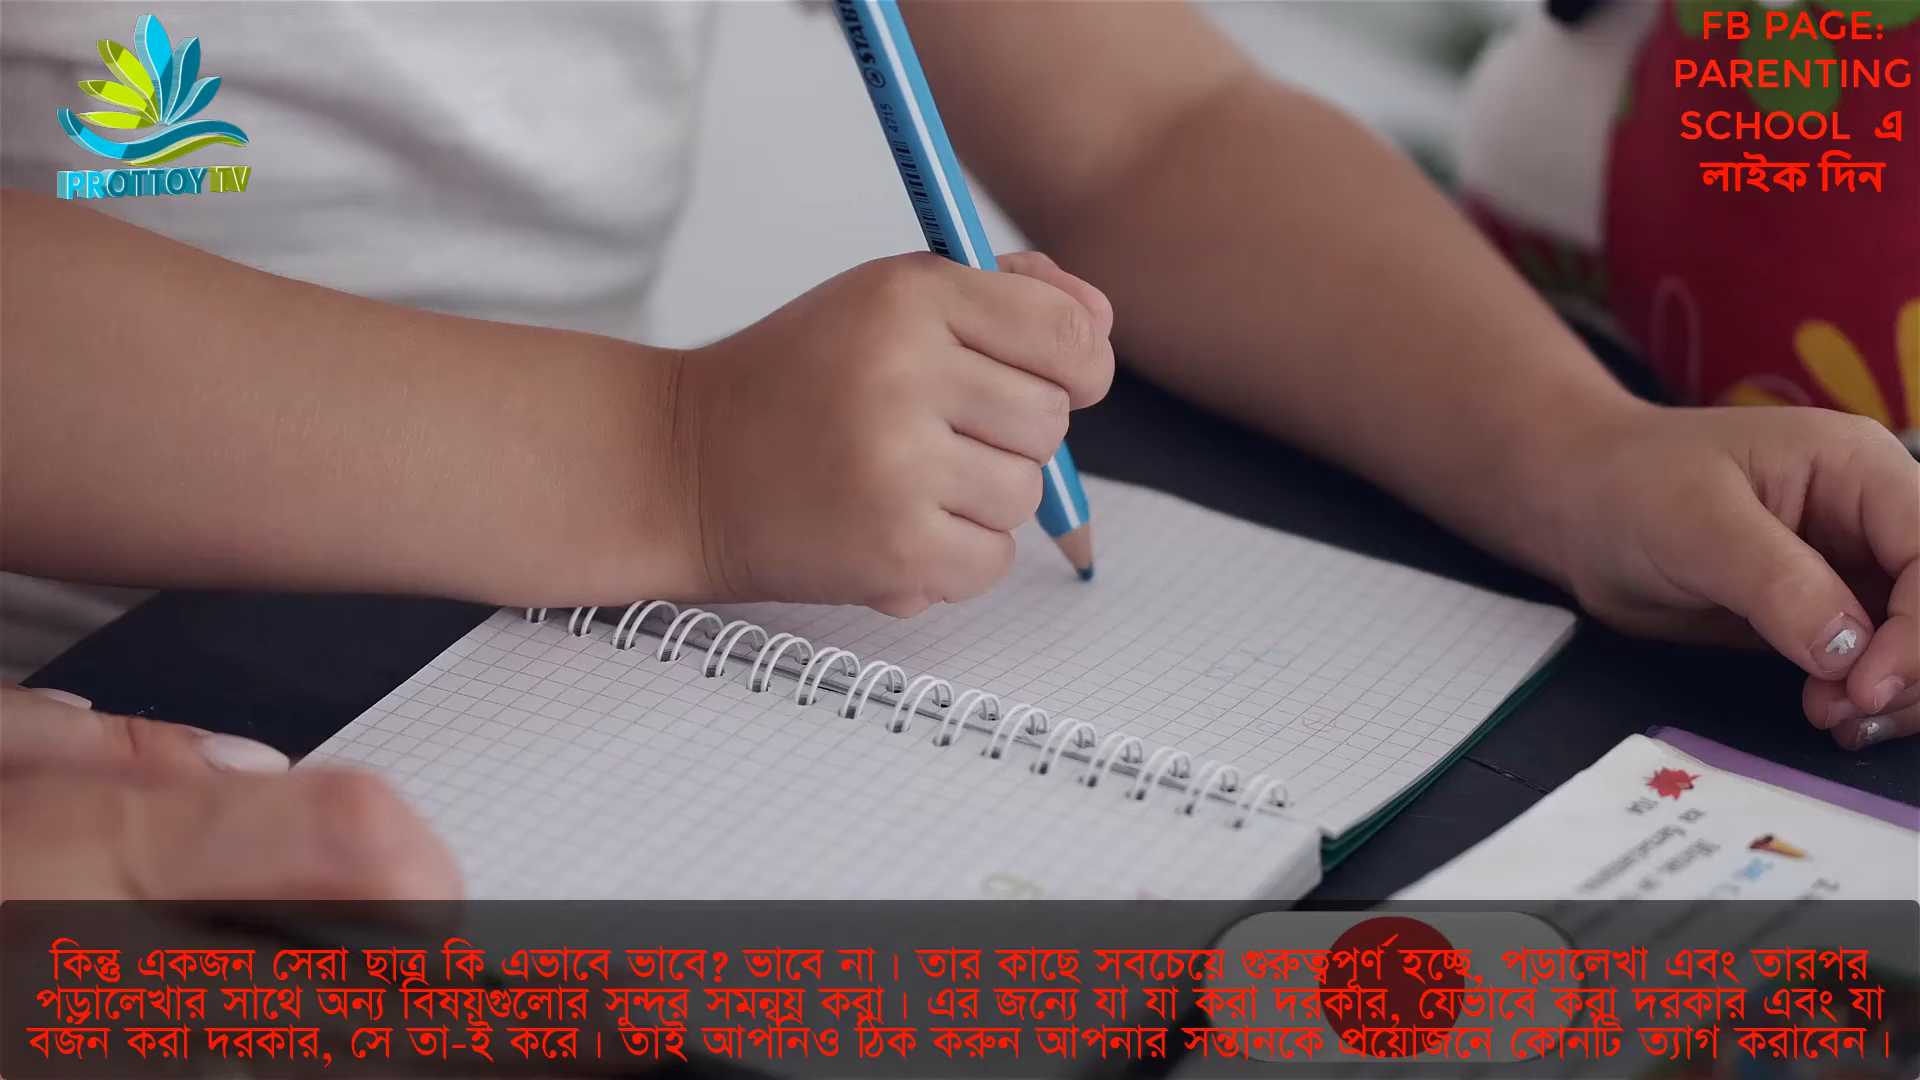 PROTTOY TV
FB PAGE:
PARENTING
SCHOOL এ
লাইক দিন
STABI
4715
কিন্তু একজন সেরা ছাত্র কি এভাবে ভাবে? ভাবে না। তার কাছে সবচেয়ে গুরুত্বপূর্ণ হচ্ছে, পড়ালেখা এবং তারপর
পড়ালেখার সাথে অন্য বিষয়গুলোর সুন্দর সমন্বয় করা। এর জন্যে যা যা করা দরকার, যেভাবে করা দরকার এবং যা
বর্জন করা দরকার, সে তা-ই করে। তাই আপনিও ঠিক করুন আপনার সন্তানকে প্রয়োজনে কোনটি ত্যাগ করাবেন।